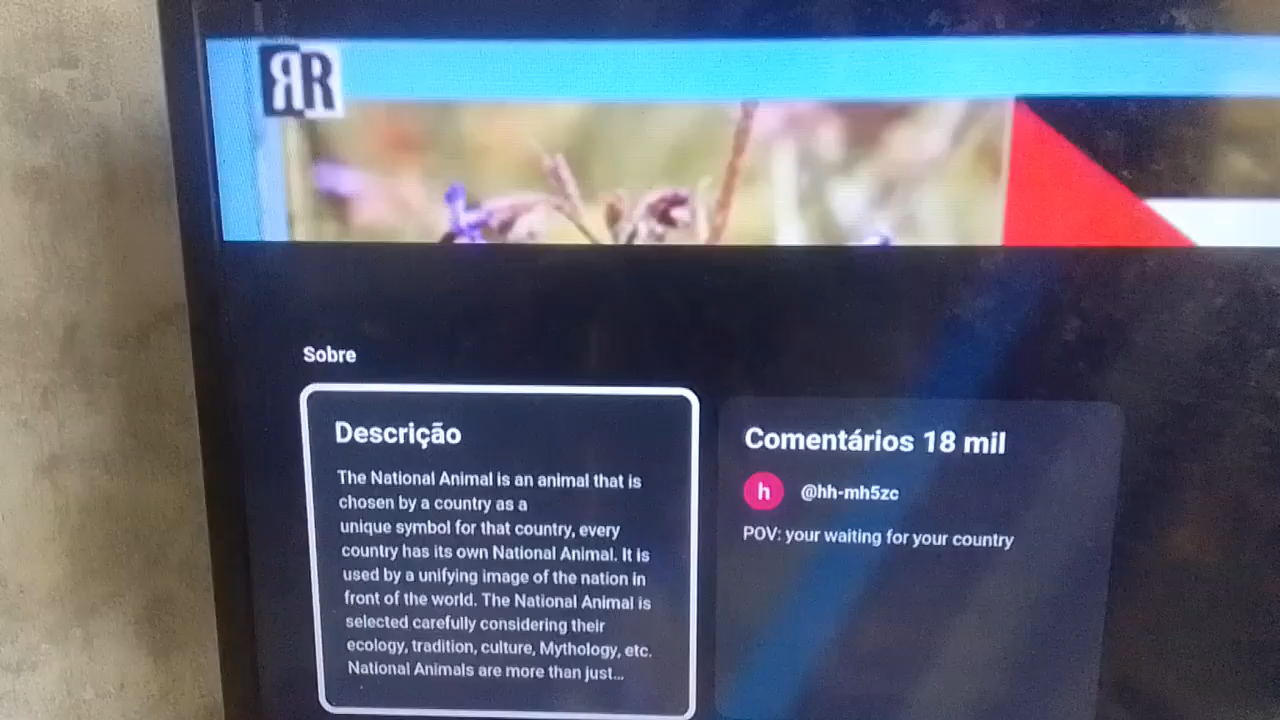 RR
Sobre
Descrição
The National Animal is an animal that is
chosen by a country as a
unique symbol for that country, every
country has its own National Animal. It is
used by a unifying image of the nation in
front of the world. The National Animal is
selected carefully considering their
ecology, tradition, culture, Mythology, etc.
National Animals are more than just...
Comentários 18 mil
h @hh-mh5zc
POV: your waiting for your country